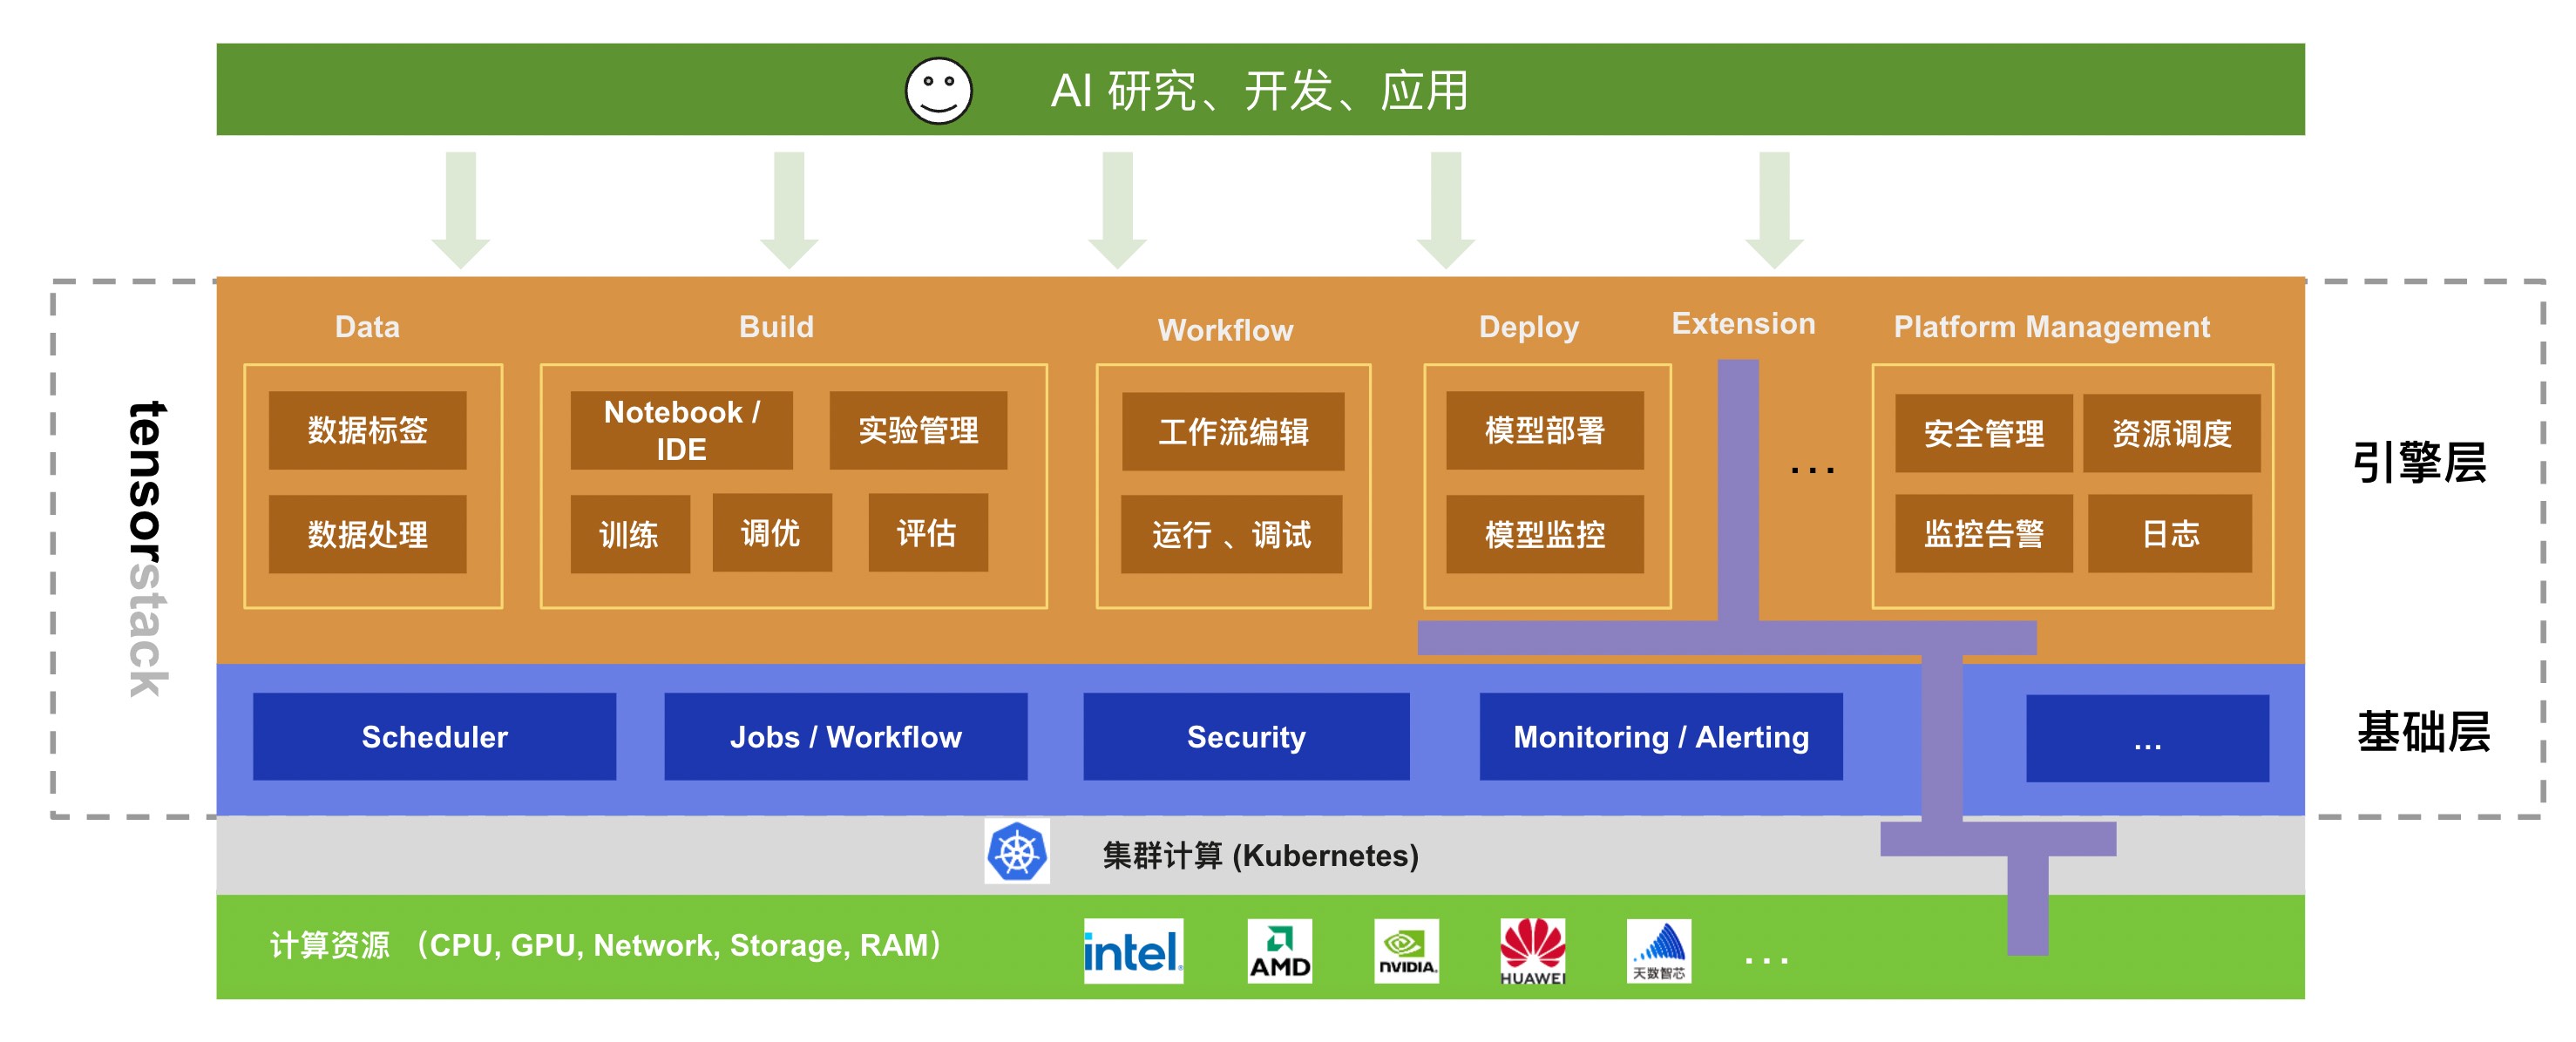 AI 研究、开发、应用
tensorstack
Data
Build
Workflow
Deploy
Extension
Platform Management
数据标签
数据处理
Notebook /
IDE
实验管理
训练
调优
评估
工作流编辑
运行 、调试
模型部署
模型监控
...
安全管理
资源调度
监控告警
日志
引擎层
Scheduler
Jobs / Workflow
Security
Monitoring / Alerting
...
基础层
集群计算 (Kubernetes)
计算资源 （CPU, GPU, Network, Storage, RAM）
intel
AMD
NVIDIA
HUAWEI
天数智芯
...